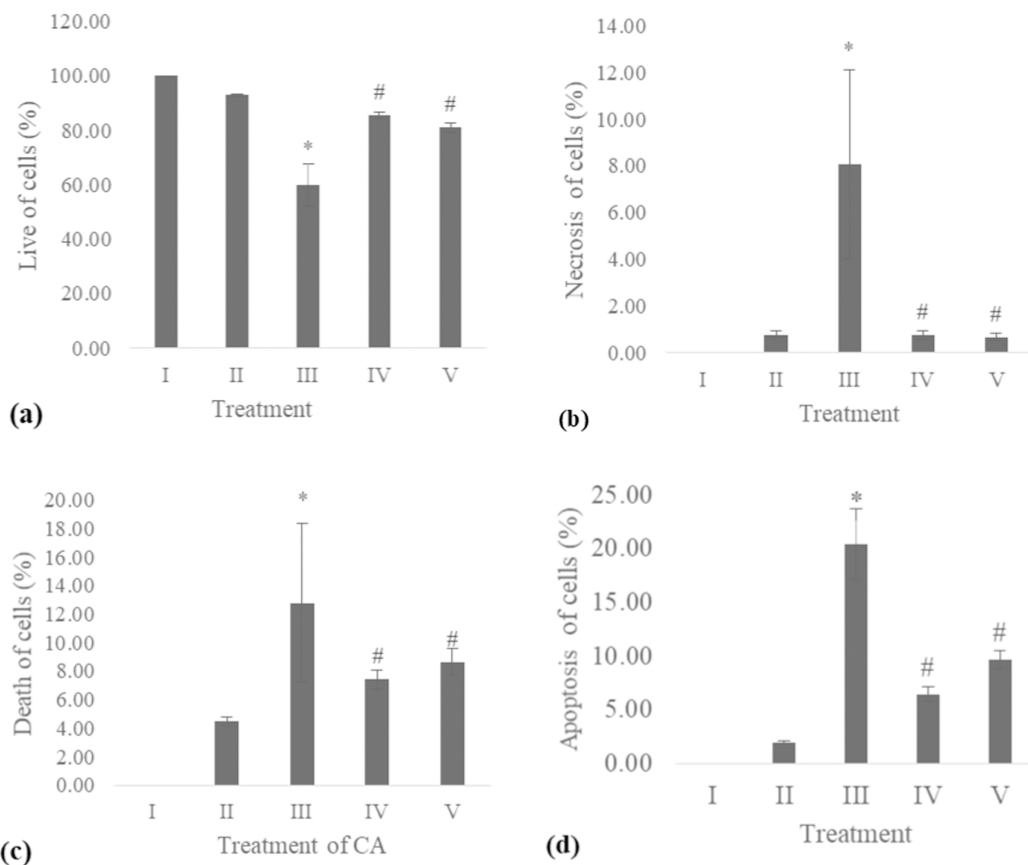 120.00
100.00
80.00
60.00
40.00
20.00
0.00
Live of cells (%)
* # #
I II III IV V
Treatment
(a)
14.00
12.00
10.00
8.00
6.00
4.00
2.00
0.00
Necrosis of cells (%)
* # #
I II III IV V
Treatment
(b)
20.00
18.00
16.00
14.00
12.00
10.00
8.00
6.00
4.00
2.00
0.00
Death of cells (%)
* # #
I II III IV V
Treatment of CA
(c)
25.00
20.00
15.00
10.00
5.00
0.00
Apoptosis of cells (%)
* # #
I II III IV V
Treatment
(d)